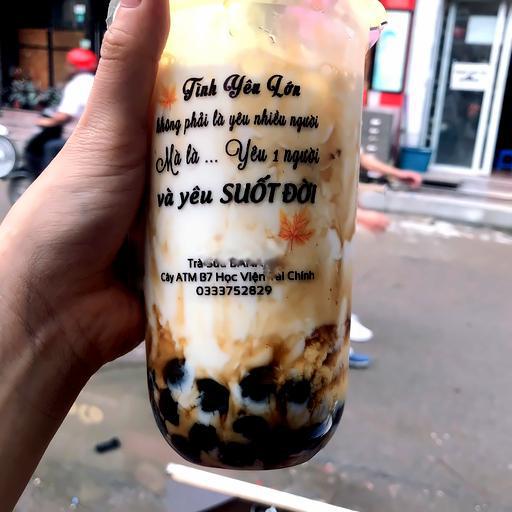 Tình Yêu Lớn
không phải là yêu nhiều người
Mà là ... Yêu 1 người
và yêu SUỐT ĐỜI
Trà Sữa
Cây ATM B7 Học Viện Tài Chính
0333752829